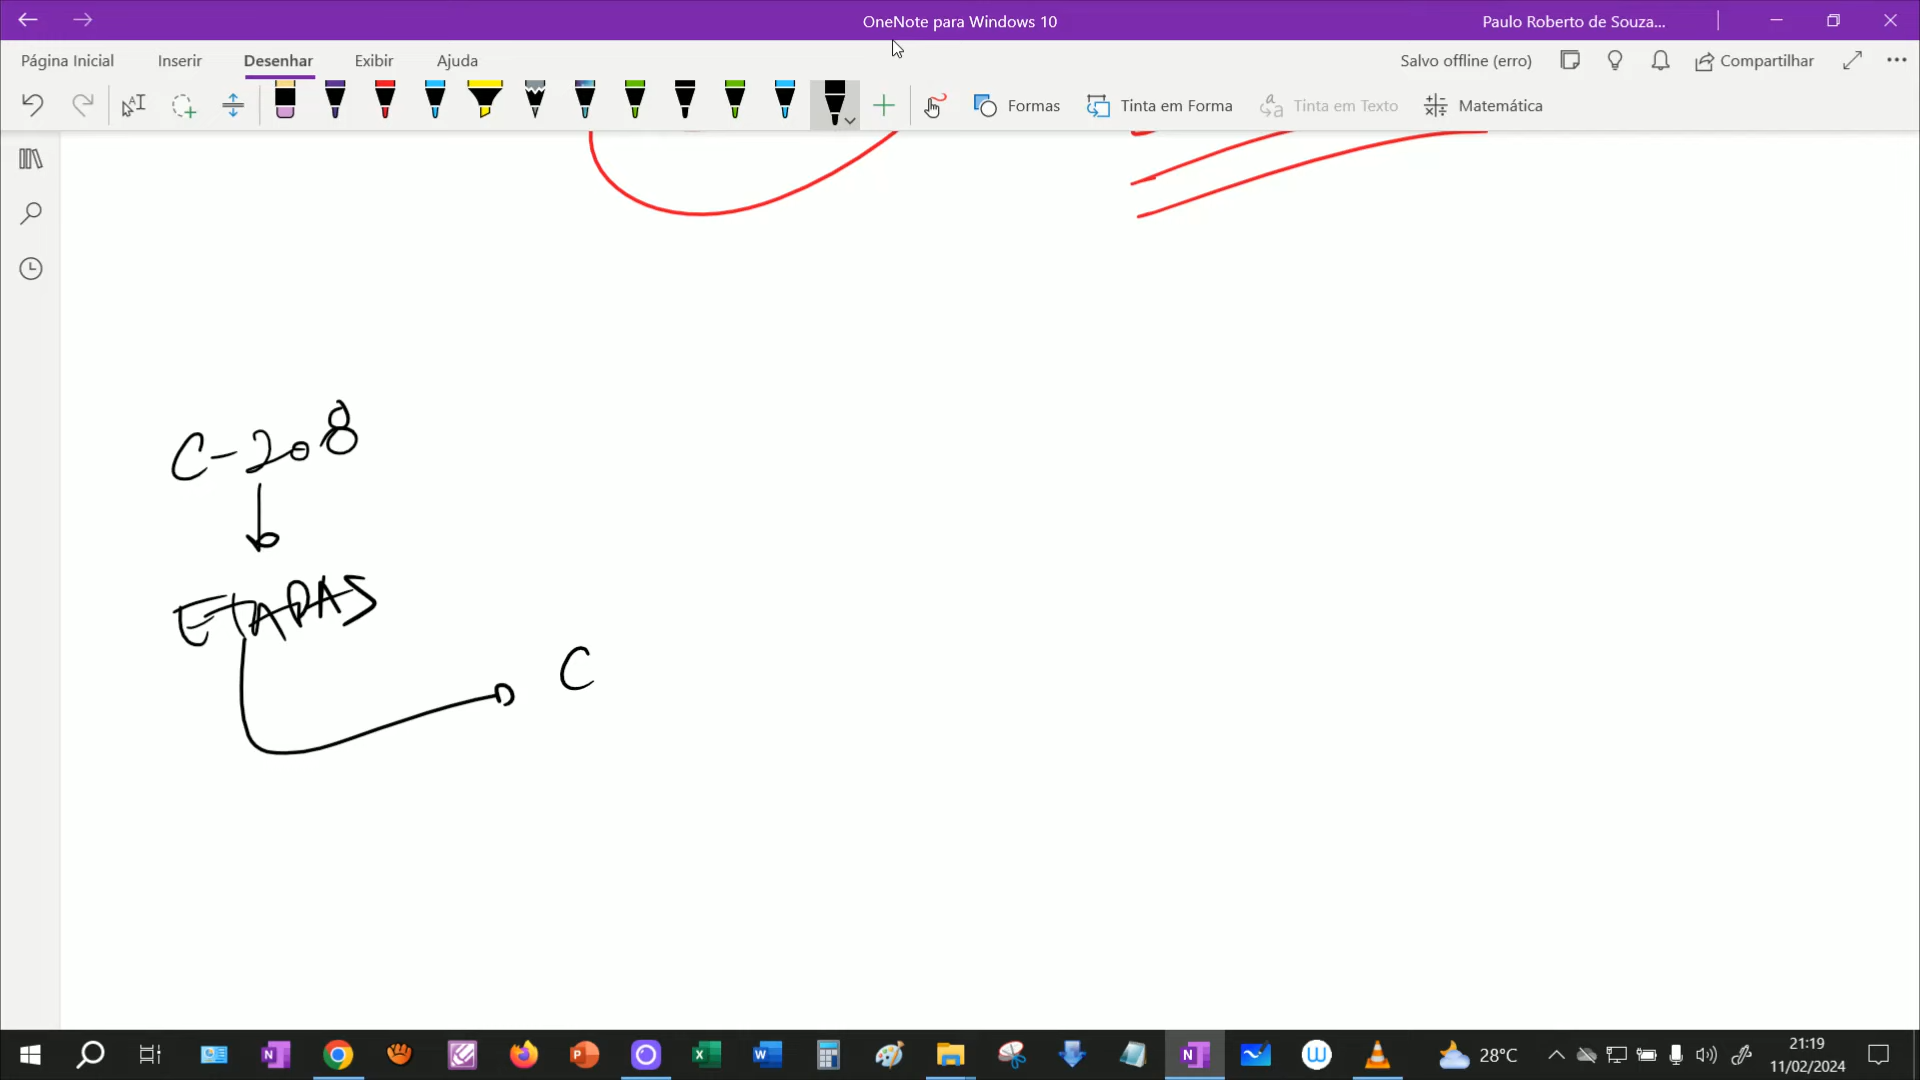 OneNote para Windows 10
Paulo Roberto de Souza...
Página Inicial Inserir Desenhar Exibir Ajuda
Salvo offline (erro) Compartilhar
Formas Tinta em Forma Tinta em Texto Matemática
C-208
ETAPAS
C
28°C
21:19
11/02/2024